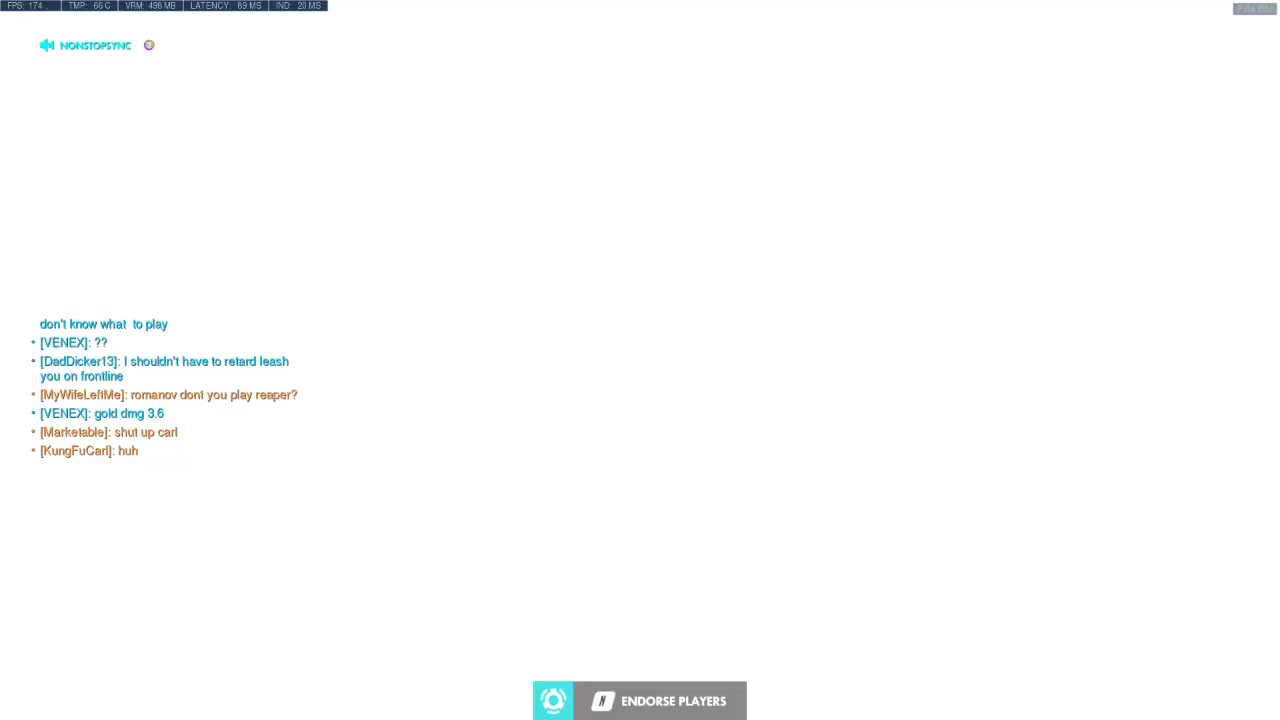 FPS: 174 TMP: 66 C VRM: 498 MB LATENCY: 89 MS IND: 20 MS
NONSTOPSYNC
don't know what to play
[VENEX]: ??
[DadDicker13]: I shouldn't have to retard leash
you on frontline
[MyWifeLeftMe]: romanov dont you play reaper?
[VENEX]: gold dmg 3.6
[Marketable]: shut up carl
[KungFuCarl]: huh
N ENDORSE PLAYERS